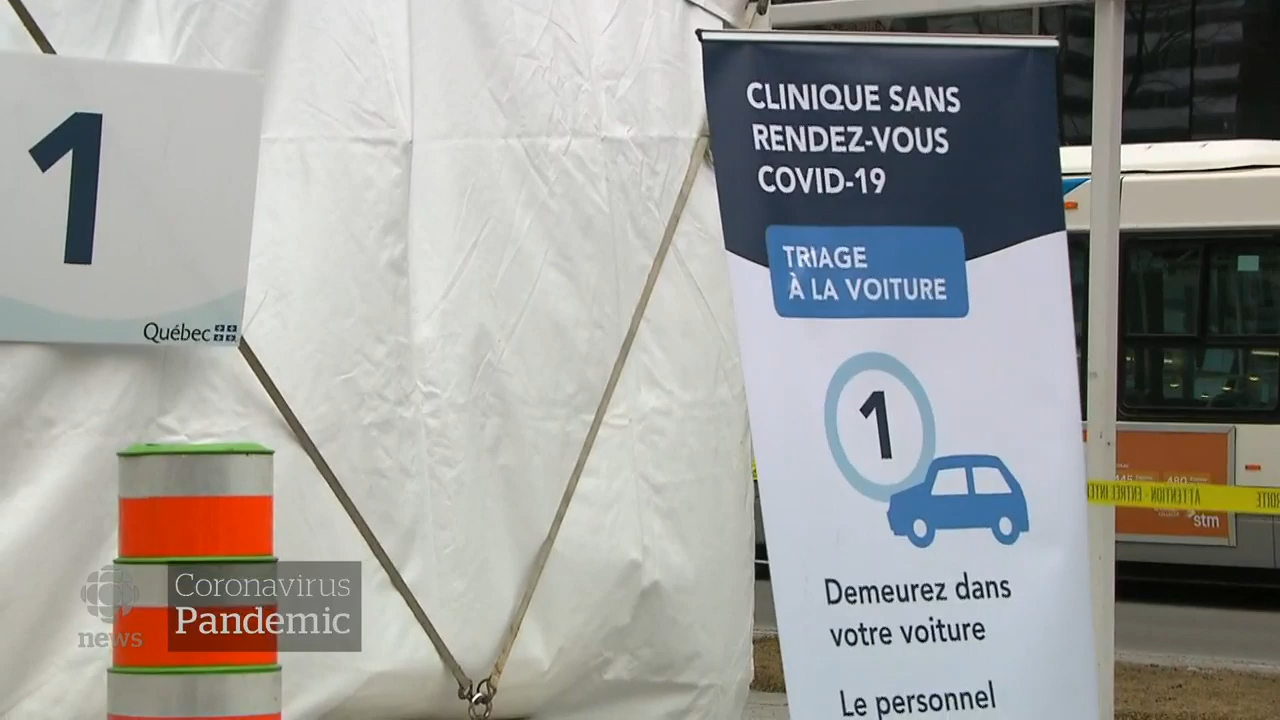 1
Québec
CLINIQUE SANS
RENDEZ-VOUS
COVID-19
TRIAGE
À LA VOITURE
1
Demeurez dans
votre voiture
Le personnel
stm
Coronavirus
Pandemic
news